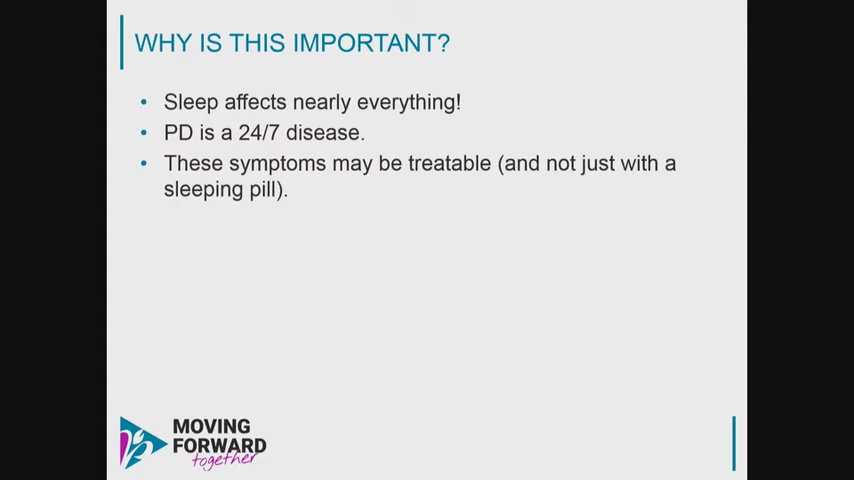 WHY IS THIS IMPORTANT?
• Sleep affects nearly everything!
• PD is a 24/7 disease.
• These symptoms may be treatable (and not just with a
sleeping pill).
MOVING
FORWARD
together